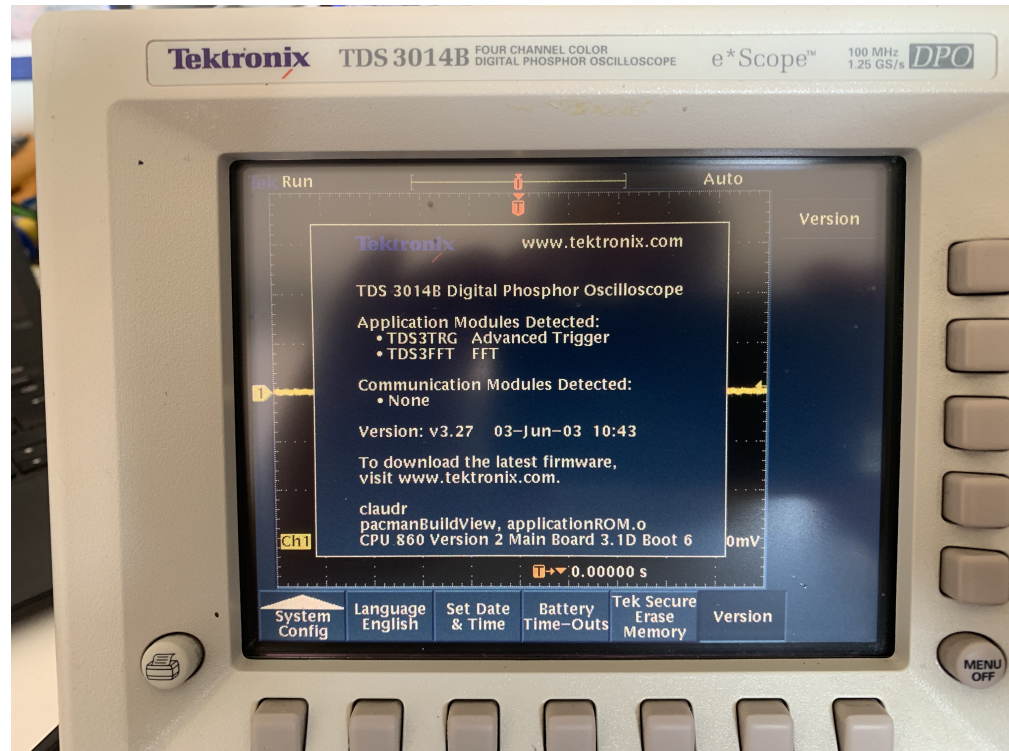 Tektronix TDS 3014B FOUR CHANNEL COLOR e*Scope™ 100 MHz DPO
DIGITAL PHOSPHOR OSCILLOSCOPE 1.25 GS/s
Tek Run Auto
T
Version
Tektronix www.tektronix.com
TDS 3014B Digital Phosphor Oscilloscope
Application Modules Detected:
• TDS3TRG Advanced Trigger
• TDS3FFT FFT
1
Communication Modules Detected:
• None
Version: v3.27 03-Jun-03 10:43
To download the latest firmware,
visit www.tektronix.com.
claudr
pacmanBuildView, applicationROM.o
Ch1 CPU 860 Version 2 Main Board 3.1D Boot 6 0mV
T→▼ 0.00000 s
System
Config
Language
English
Set Date
& Time
Battery
Time-Outs
Tek Secure
Erase
Memory
Version
MENU
OFF